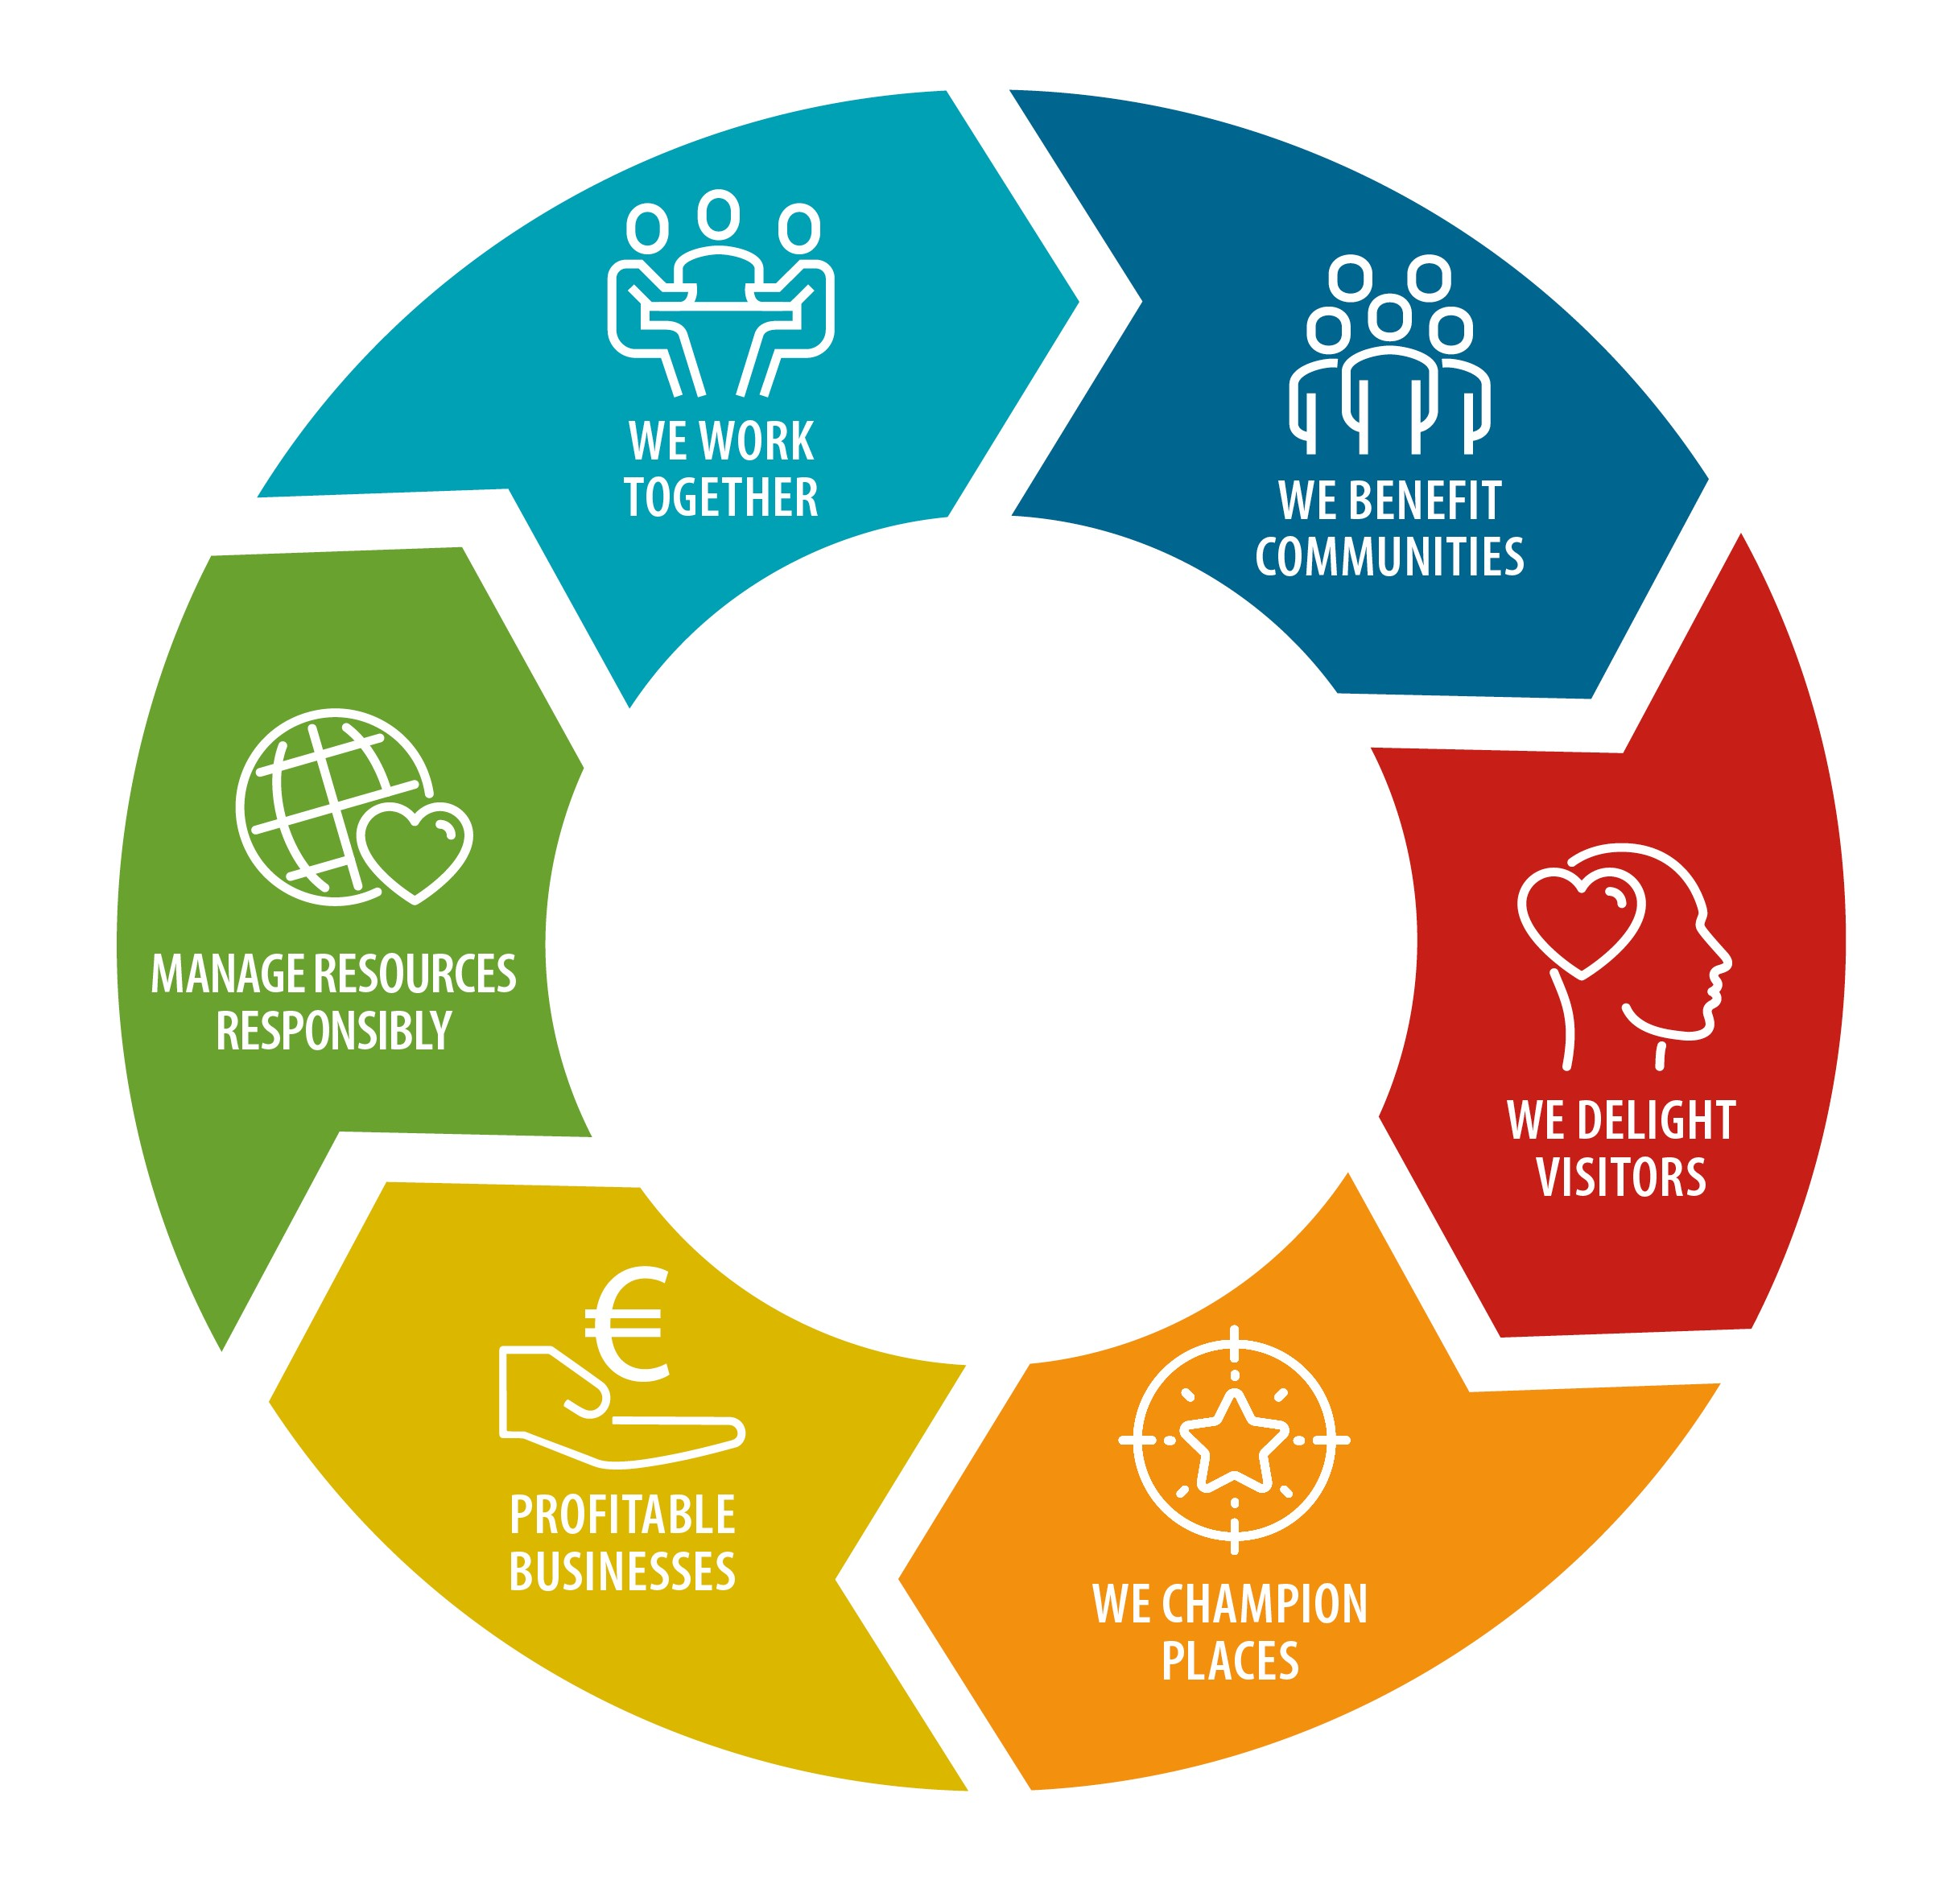 WE WORK
TOGETHER
WE BENEFIT
COMMUNITIES
WE DELIGHT
VISITORS
WE CHAMPION
PLACES
€
PROFITABLE
BUSINESSES
MANAGE RESOURCES
RESPONSIBLY